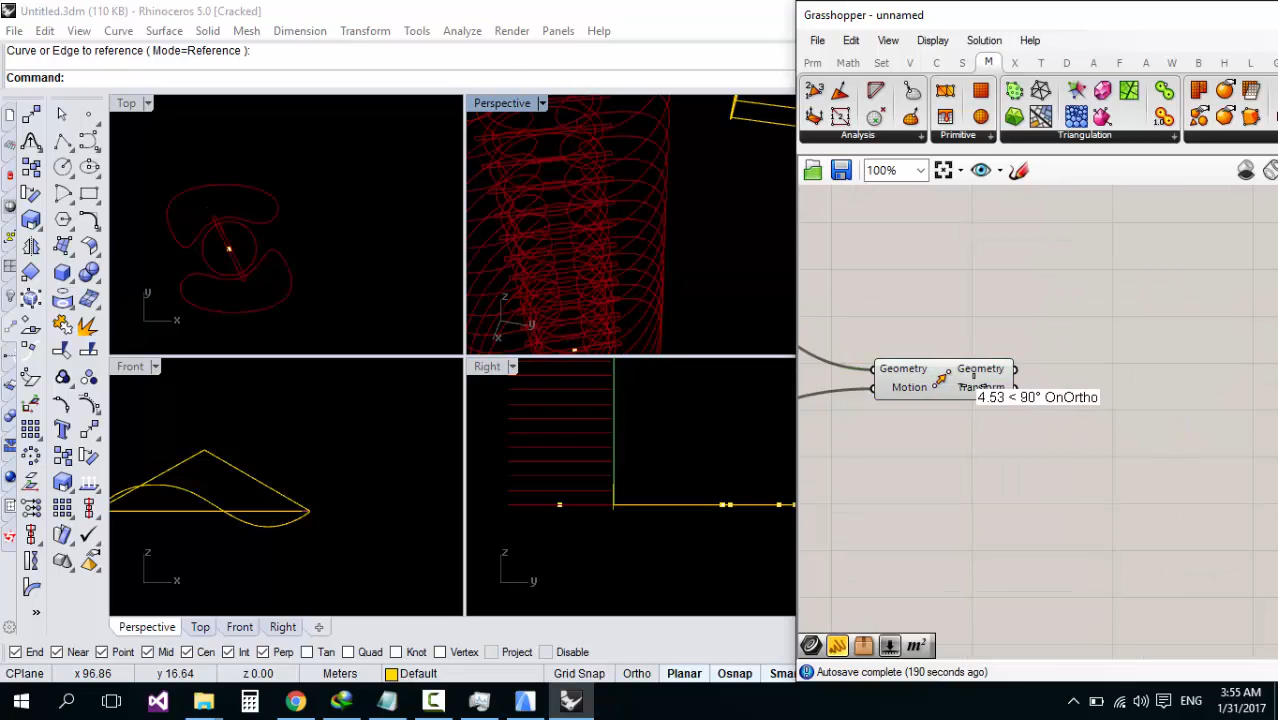 Untitled.3dm (110 KB) - Rhinoceros 5.0 [Cracked]
File Edit View Curve Surface Solid Mesh Dimension Transform Tools Analyze Render Panels Help
Curve or Edge to reference ( Mode=Reference ):
Command:
Top
Perspective
y
x
z
y
x
Front
Right
z
x
z
y
Perspective Top Front Right
End Near Point Mid Cen Int Perp Tan Quad Knot Vertex Project Disable
CPlane x 96.86 y 16.64 z 0.00 Meters Default Grid Snap Ortho Planar Osnap Sma
Grasshopper - unnamed
File Edit View Display Solution Help
Prm Math Set V C S M X T D A F A W B H L
Analysis Primitive Triangulation
100%
Geometry Geometry
Motion Transform
4.53 < 90° OnOrtho
m²
Autosave complete (190 seconds ago)
ENG
3:55 AM
1/31/2017